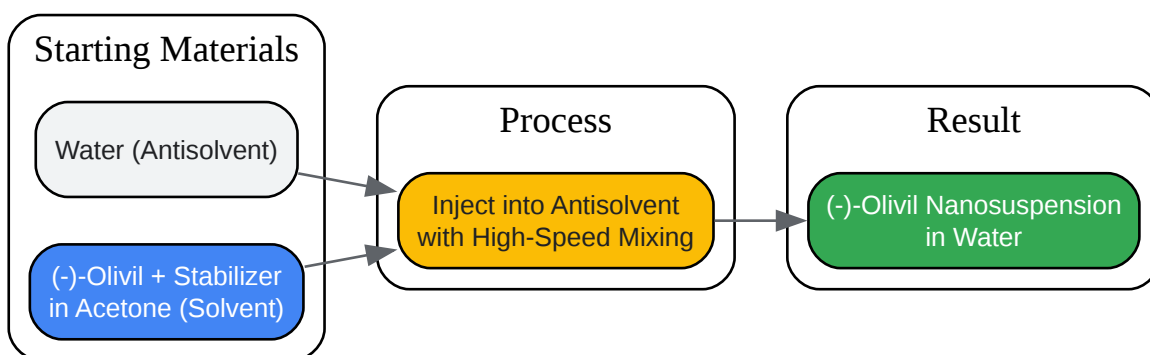 Starting Materials
Water (Antisolvent)
(-)-Olivil + Stabilizer
in Acetone (Solvent)
Process
Inject into Antisolvent
with High-Speed Mixing
Result
(-)-Olivil Nanosuspension
in Water